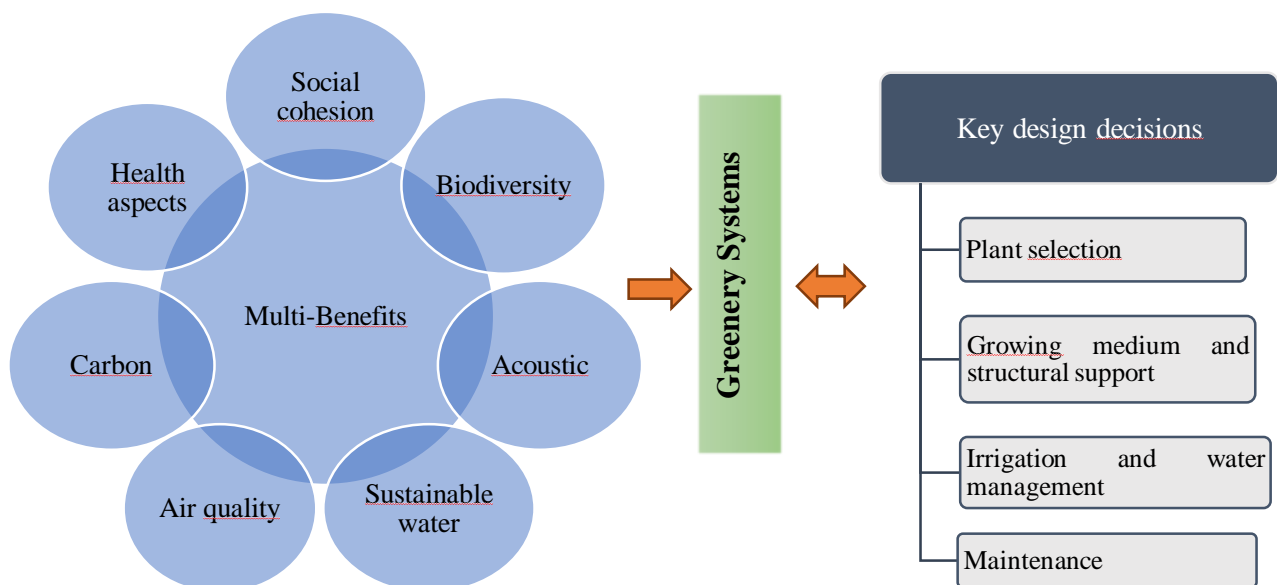 Social
cohesion
Biodiversity
Acoustic
Sustainable
water
Air quality
Carbon
Health
aspects
Multi-Benefits
Greenery Systems
Key design decisions
Plant selection
Growing medium and
structural support
Irrigation and water
management
Maintenance